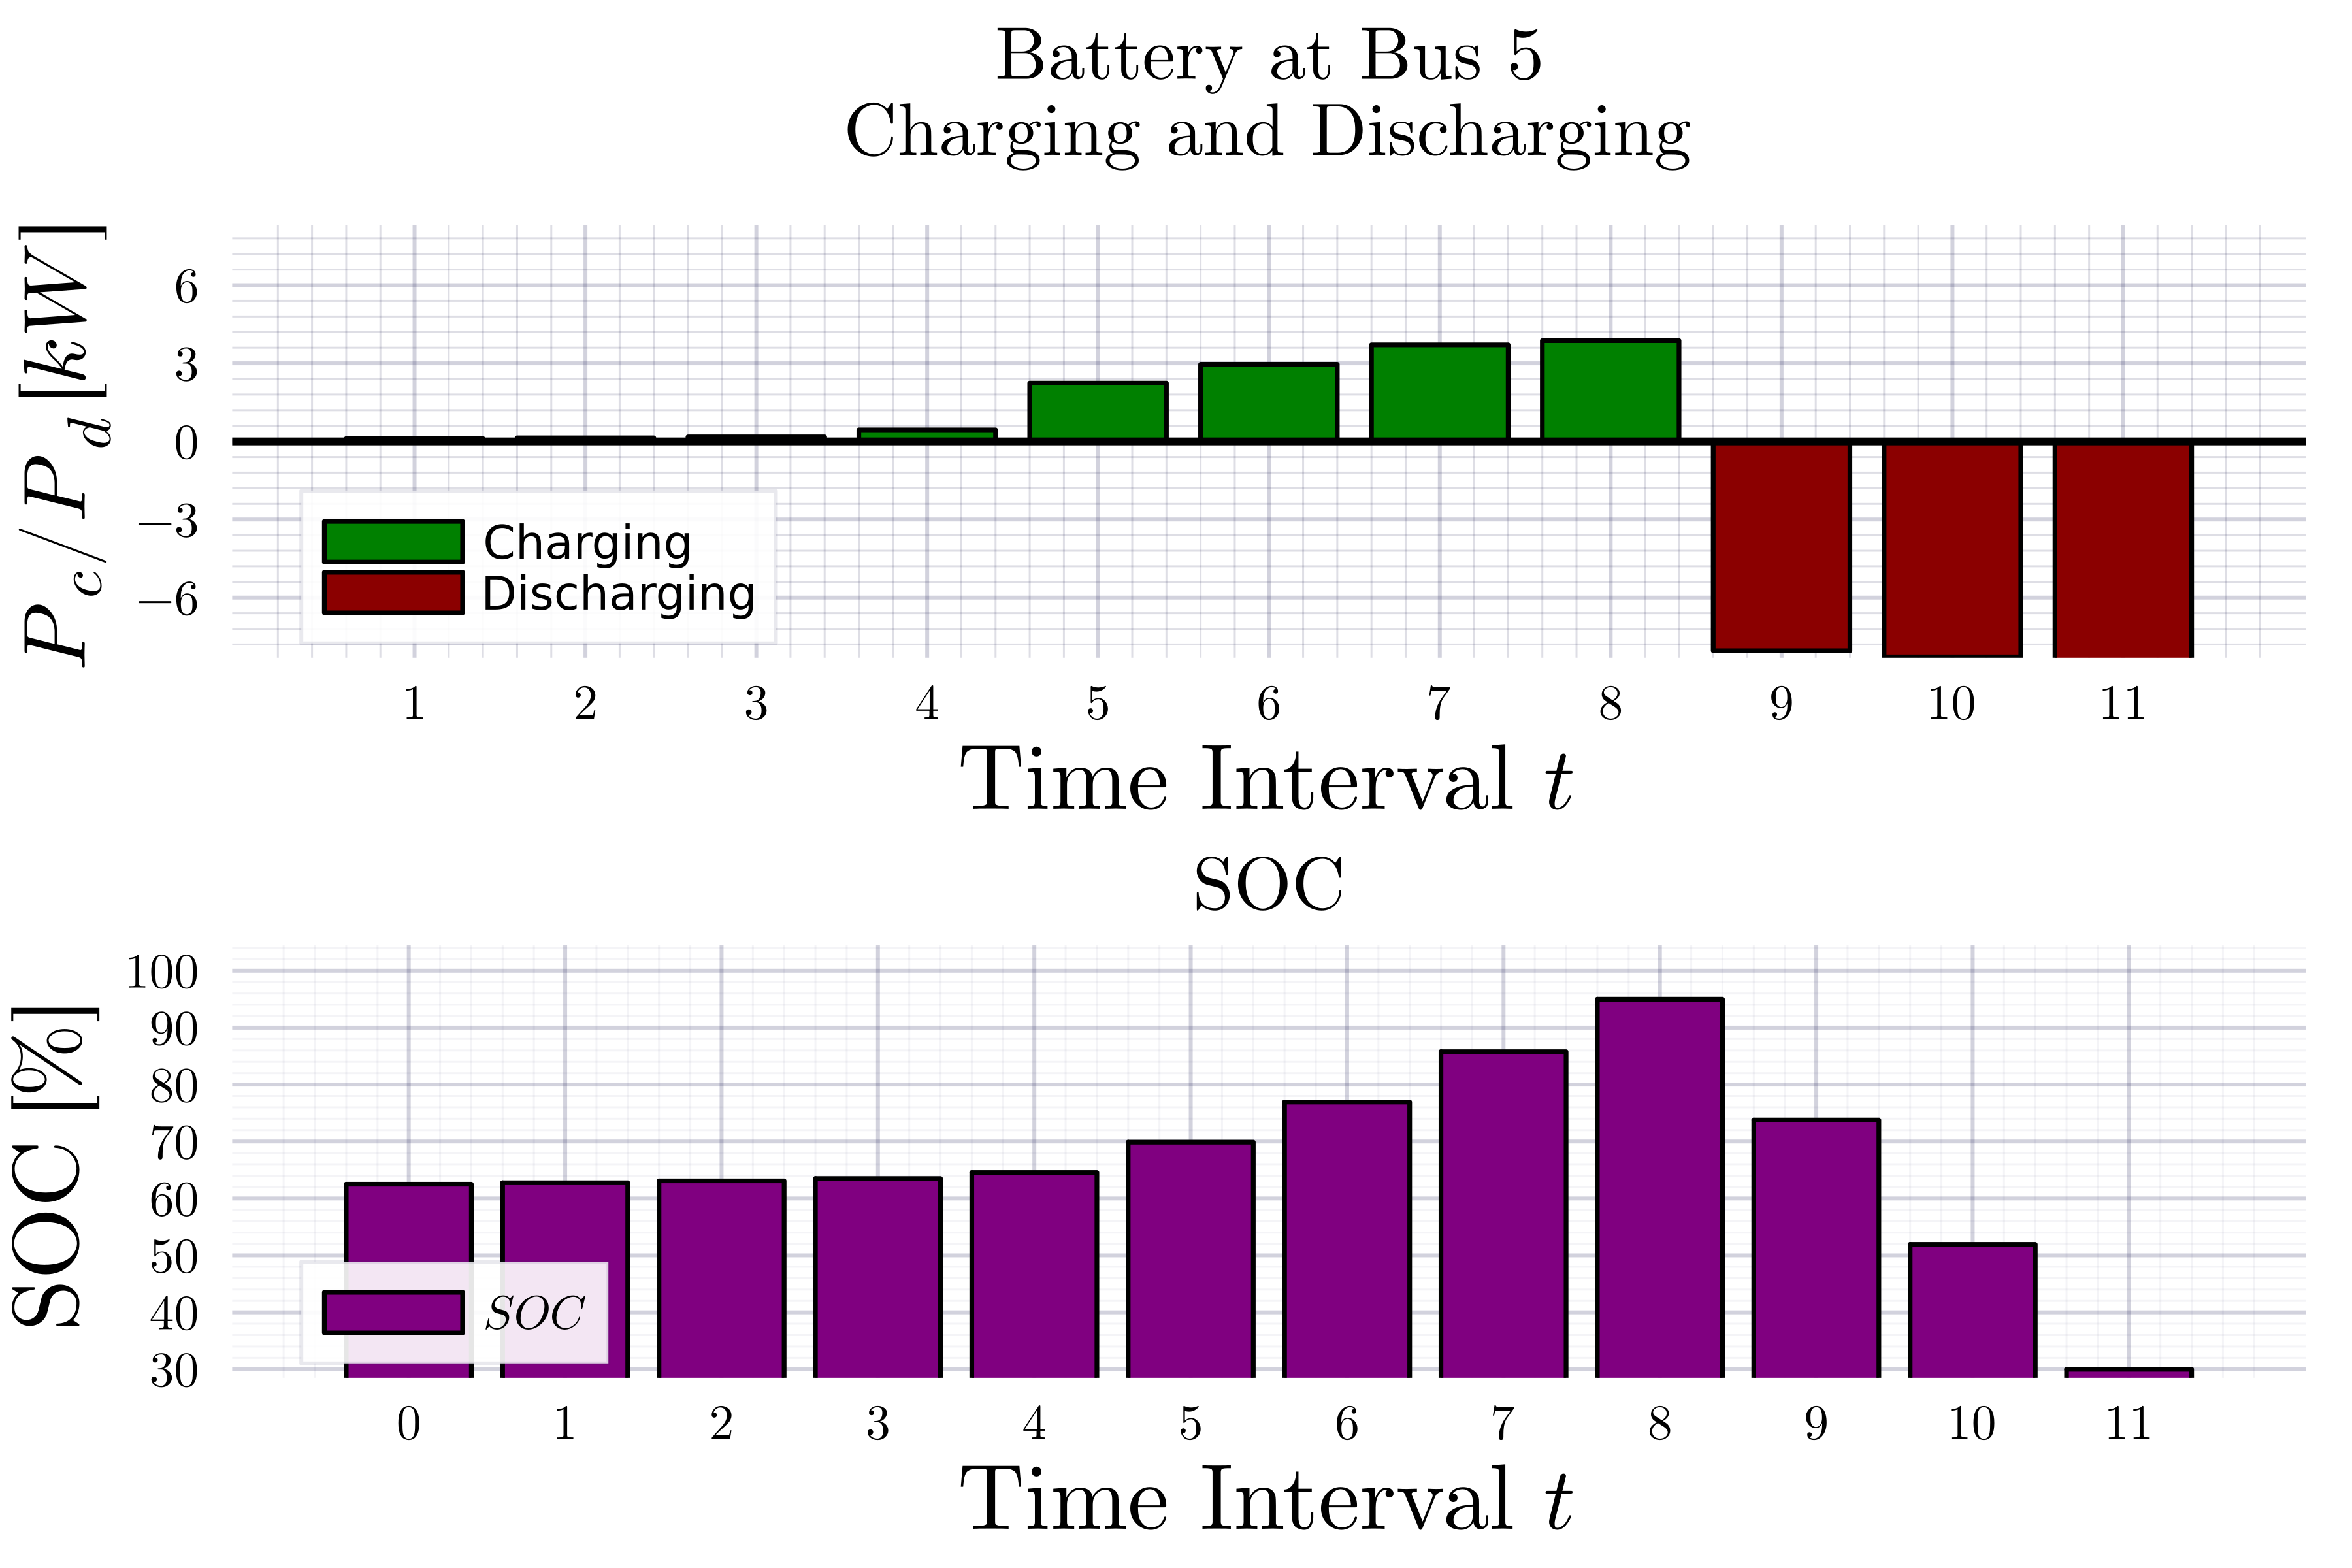 Battery at Bus 5
Charging and Discharging
P_c/P_d [kW]
6
3
0
−3
−6
Charging
Discharging
1 2 3 4 5 6 7 8 9 10 11
Time Interval t
SOC
SOC [%]
100
90
80
70
60
50
40
30
SOC
0 1 2 3 4 5 6 7 8 9 10 11
Time Interval t